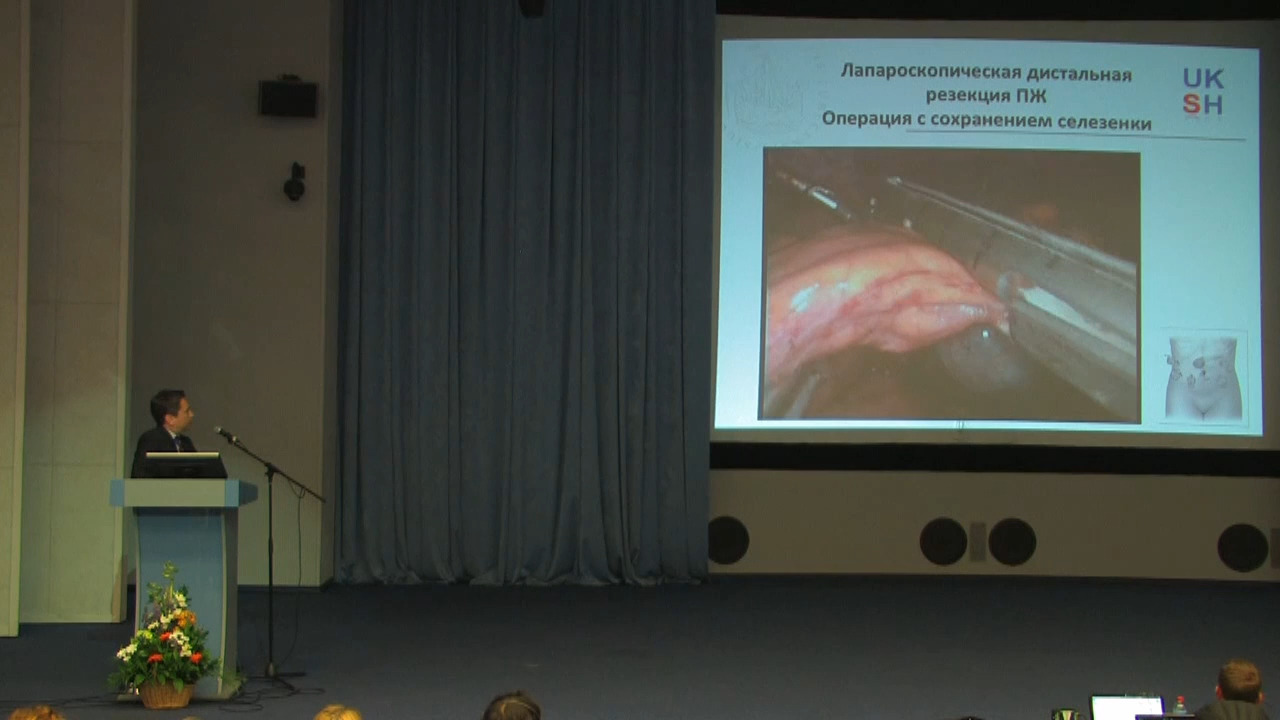 Лапароскопическая дистальная
резекция ПЖ
Операция с сохранением селезенки
UK
SH